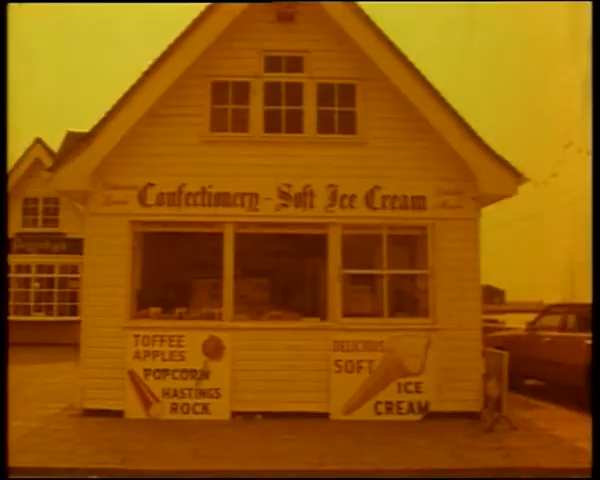 Confectionery - Soft Ice Cream
TOFFEE
APPLES
POPCORN
HASTINGS
ROCK
DELICIOUS
SOFT
ICE
CREAM